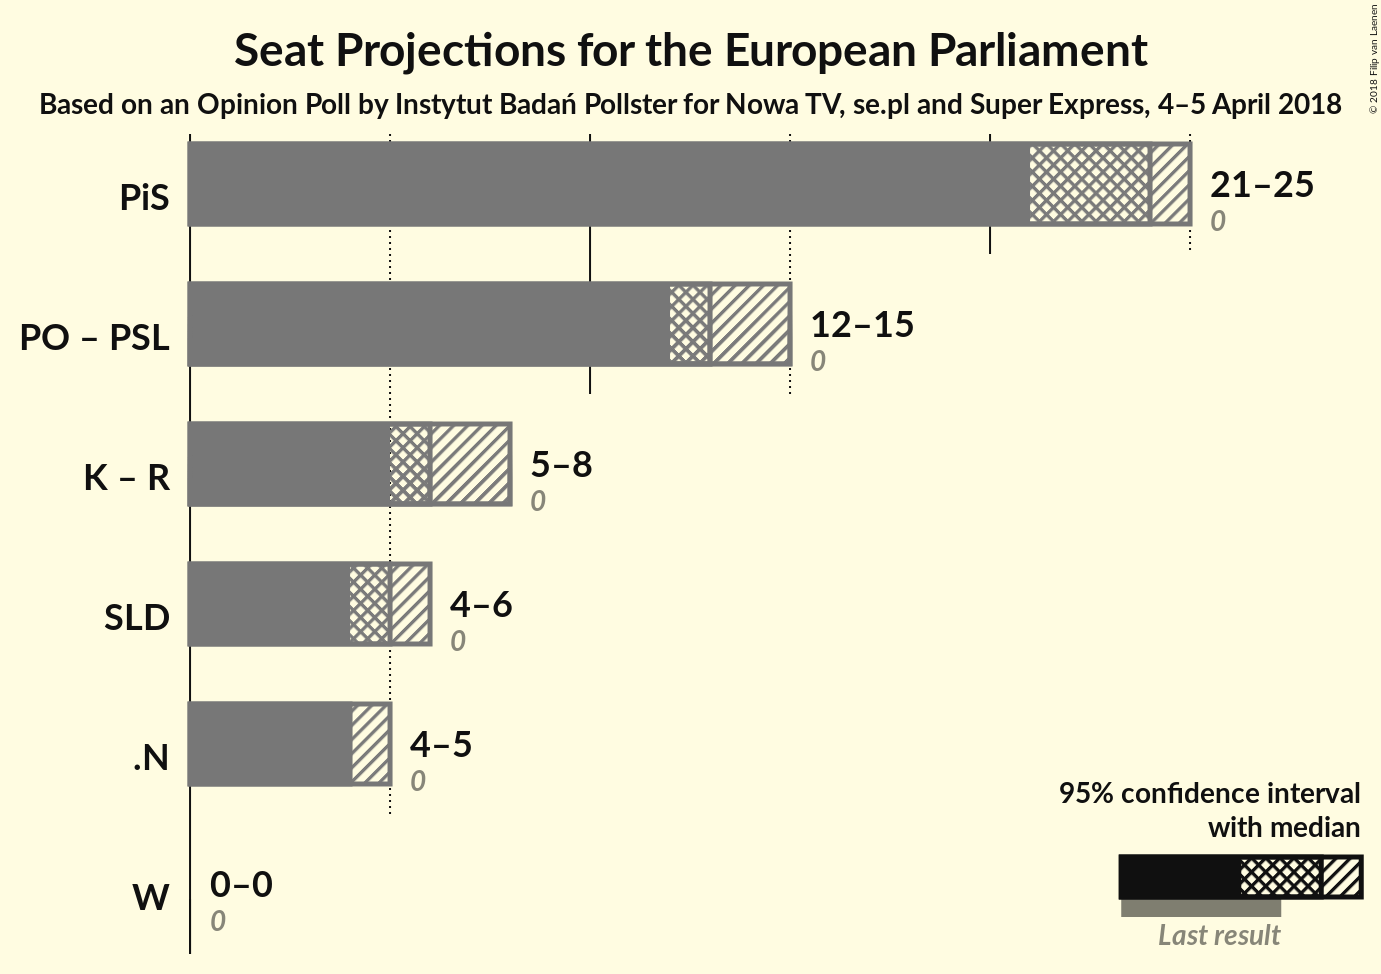 Seat Projections for the European Parliament
Based on an Opinion Poll by Instytut Badań Pollster for Nowa TV, se.pl and Super Express, 4–5 April 2018
© 2018 Filip van Laenen
PiS
21–25
0
PO – PSL
12–15
0
K – R
5–8
0
SLD
4–6
0
.N
4–5
0
W
0–0
0
95% confidence interval
with median
Last result